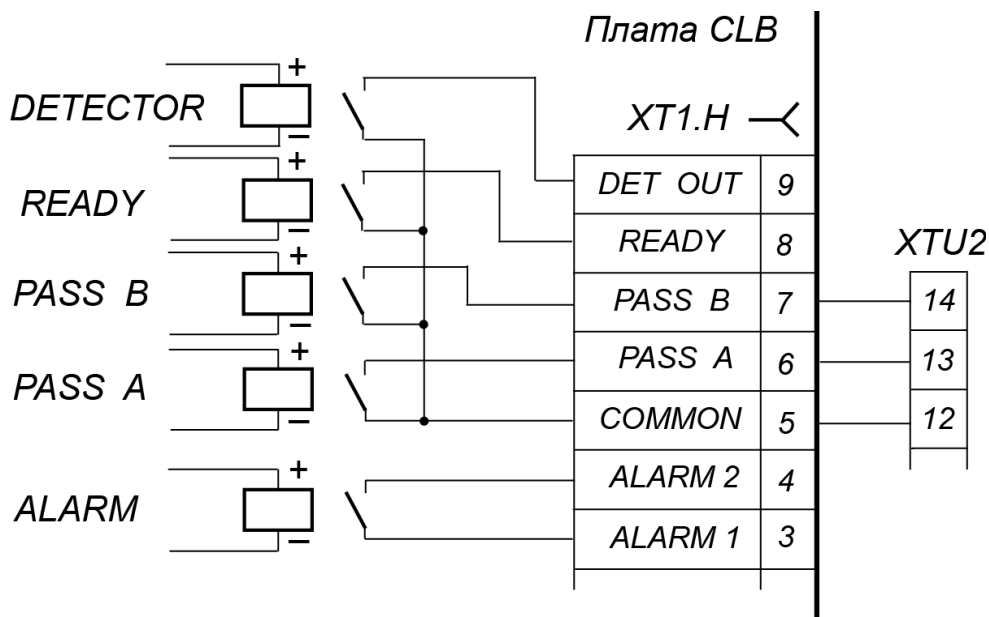 Плата CLB
XT1.H
DETECTOR + −
READY + −
PASS B + −
PASS A + −
ALARM + −
DET OUT 9
READY 8
PASS B 7
PASS A 6
COMMON 5
ALARM 2 4
ALARM 1 3
XTU2
14
13
12